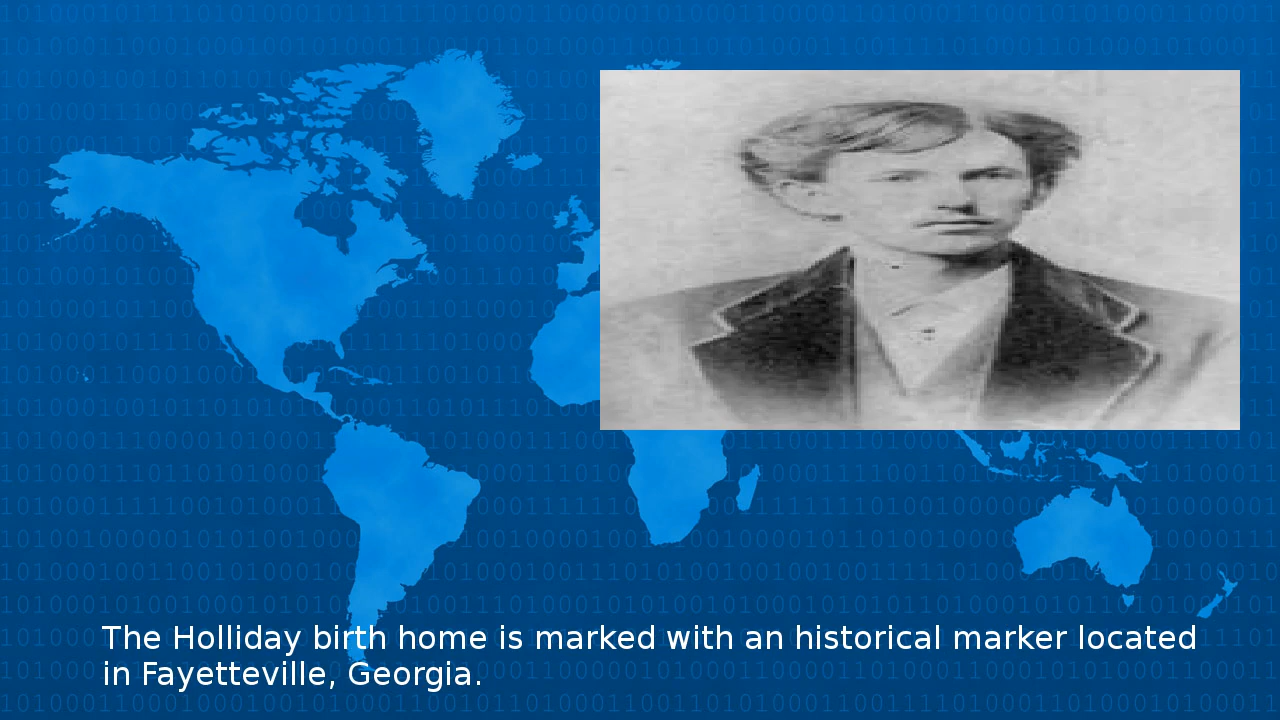 The Holliday birth home is marked with an historical marker located
in Fayetteville, Georgia.